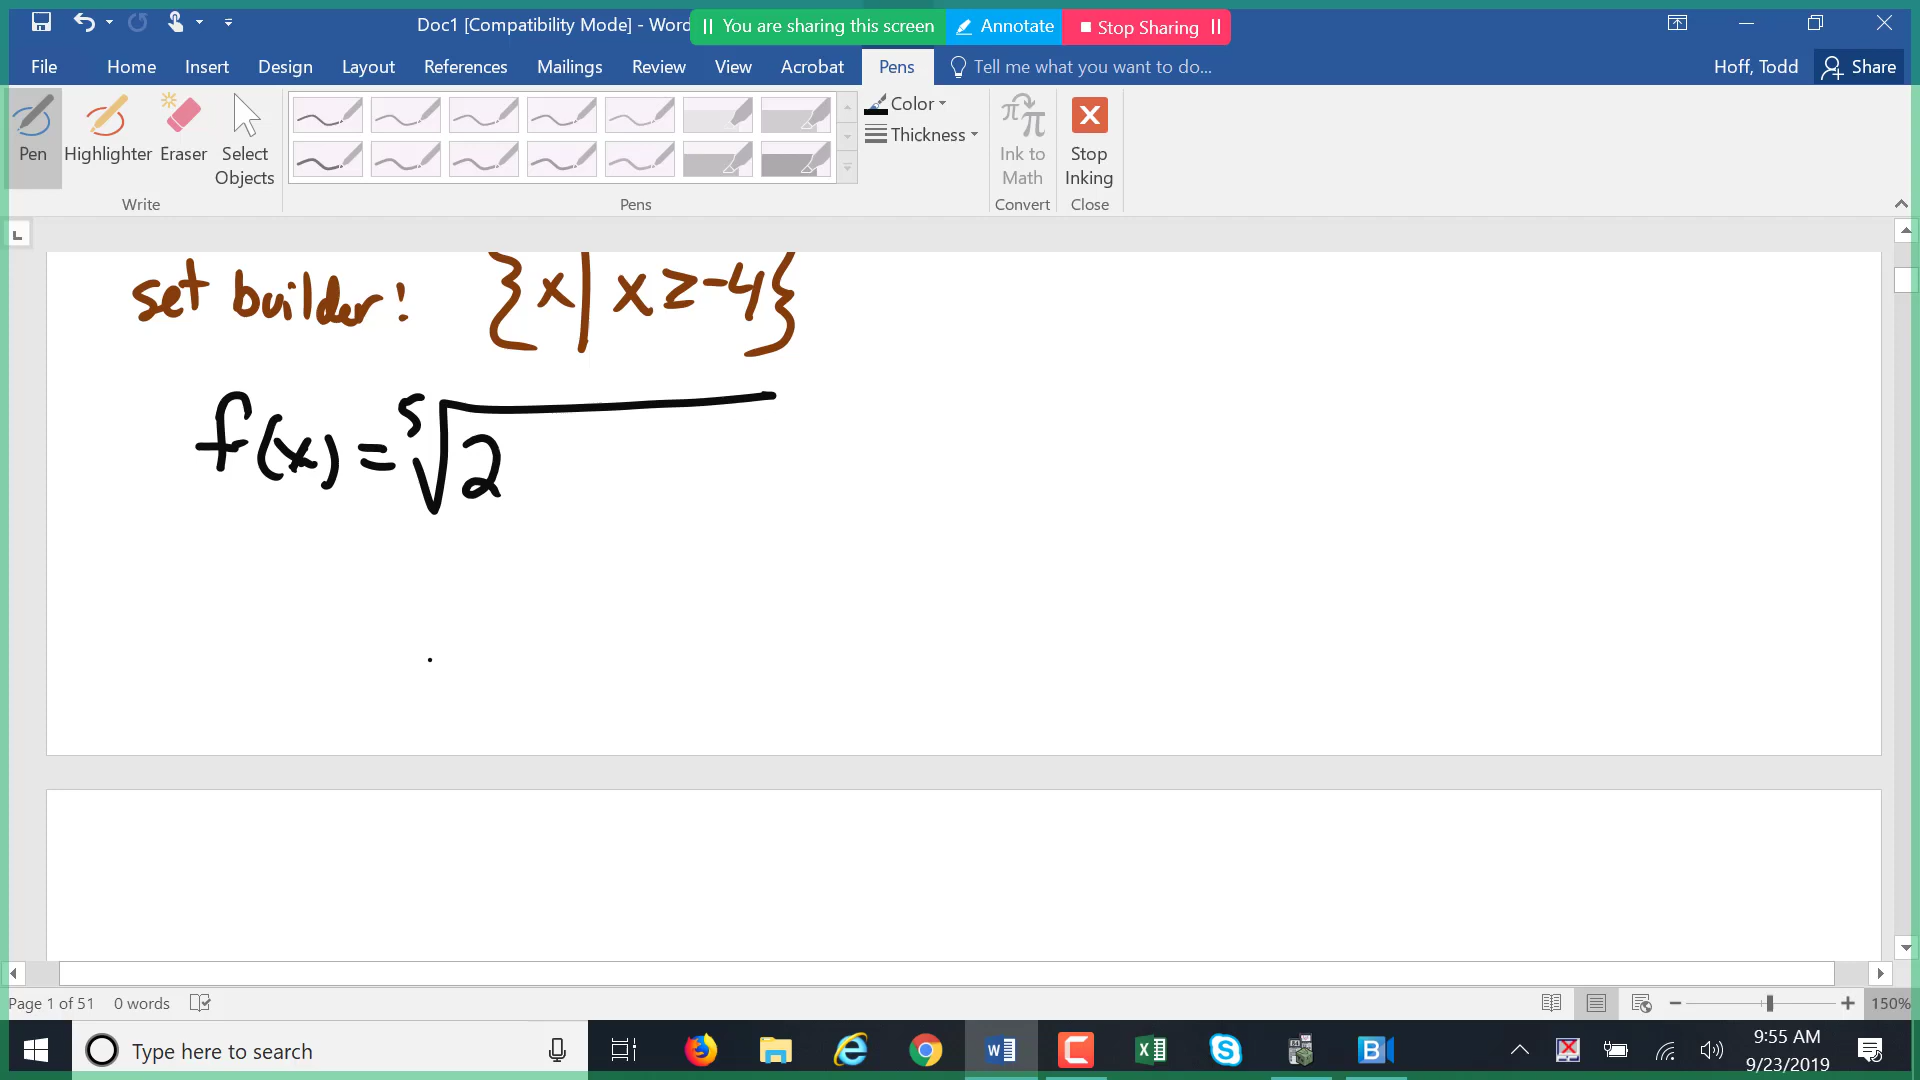 Doc1 [Compatibility Mode] - Word
You are sharing this screen
Annotate
Stop Sharing
File Home Insert Design Layout References Mailings Review View Acrobat Pens Tell me what you want to do... Hoff, Todd Share
Color
Thickness
Pen Highlighter Eraser Select Objects
Ink to Math
Stop Inking
Write Pens Convert Close
set builder: {x| x ≥ -4}
f(x) = ⁵√2
Page 1 of 51 0 words 150%
Type here to search
9:55 AM
9/23/2019